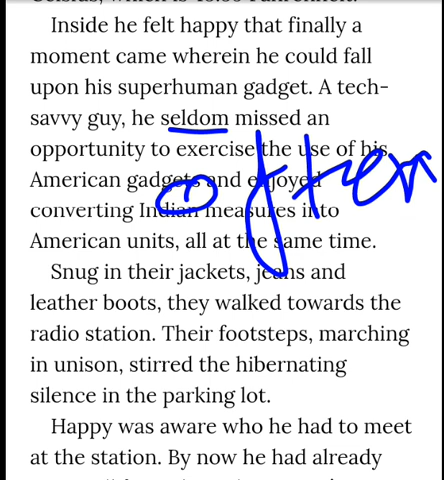 Inside he felt happy that finally a
moment came wherein he could fall
upon his superhuman gadget. A tech-
savvy guy, he seldom missed an
opportunity to exercise the use of his
often
American gadgets and enjoyed
converting Indian measures into
American units, all at the same time.
Snug in their jackets, jeans and
leather boots, they walked towards the
radio station. Their footsteps, marching
in unison, stirred the hibernating
silence in the parking lot.
Happy was aware who he had to meet
at the station. By now he had already